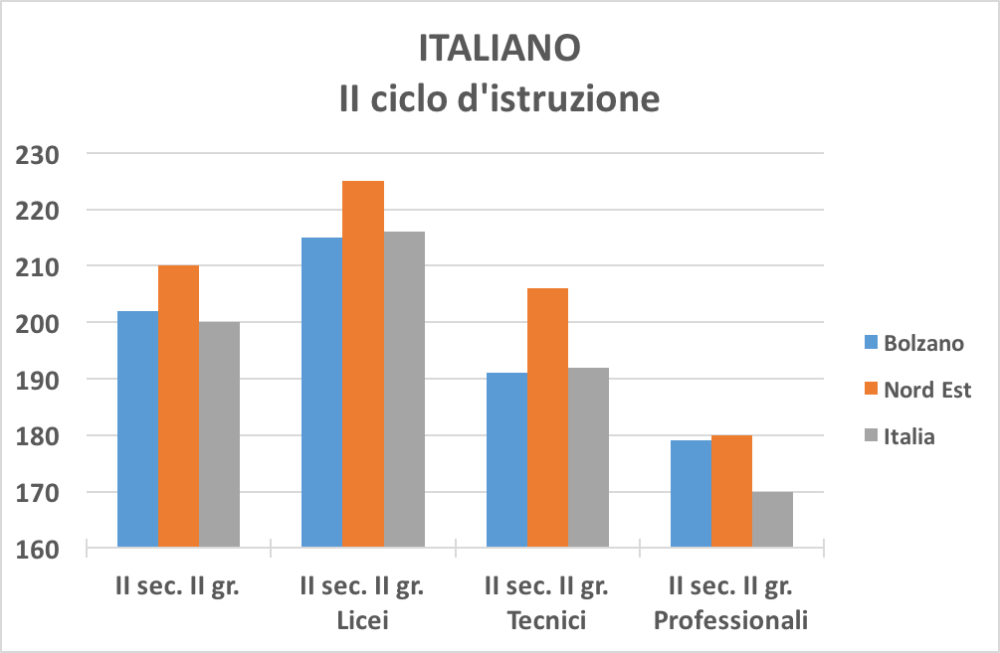 ITALIANO
II ciclo d'istruzione
230
220
210
200
190
180
170
160
II sec. II gr.
II sec. II gr.
Licei
II sec. II gr.
Tecnici
II sec. II gr.
Professionali
Bolzano
Nord Est
Italia